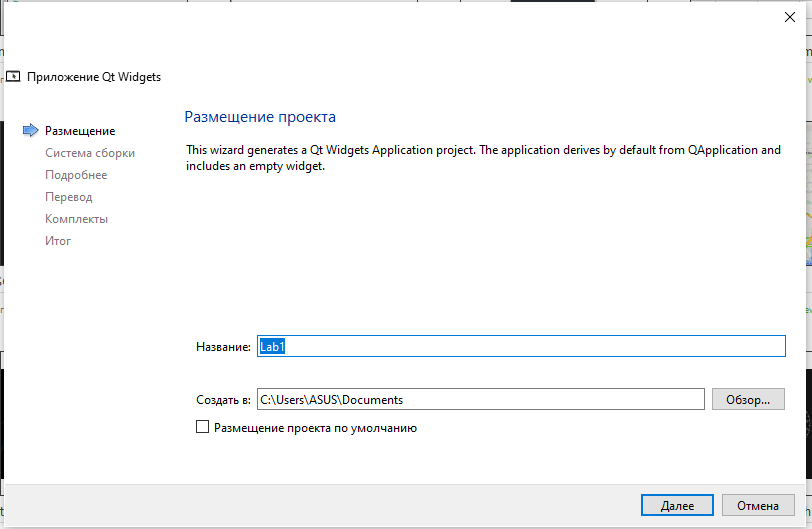 Приложение Qt Widgets
Размещение
Система сборки
Подробнее
Перевод
Комплекты
Итог
Размещение проекта
This wizard generates a Qt Widgets Application project. The application derives by default from QApplication and
includes an empty widget.
Название: Lab1
Создать в: C:\Users\ASUS\Documents Обзор...
Размещение проекта по умолчанию
Далее Отмена